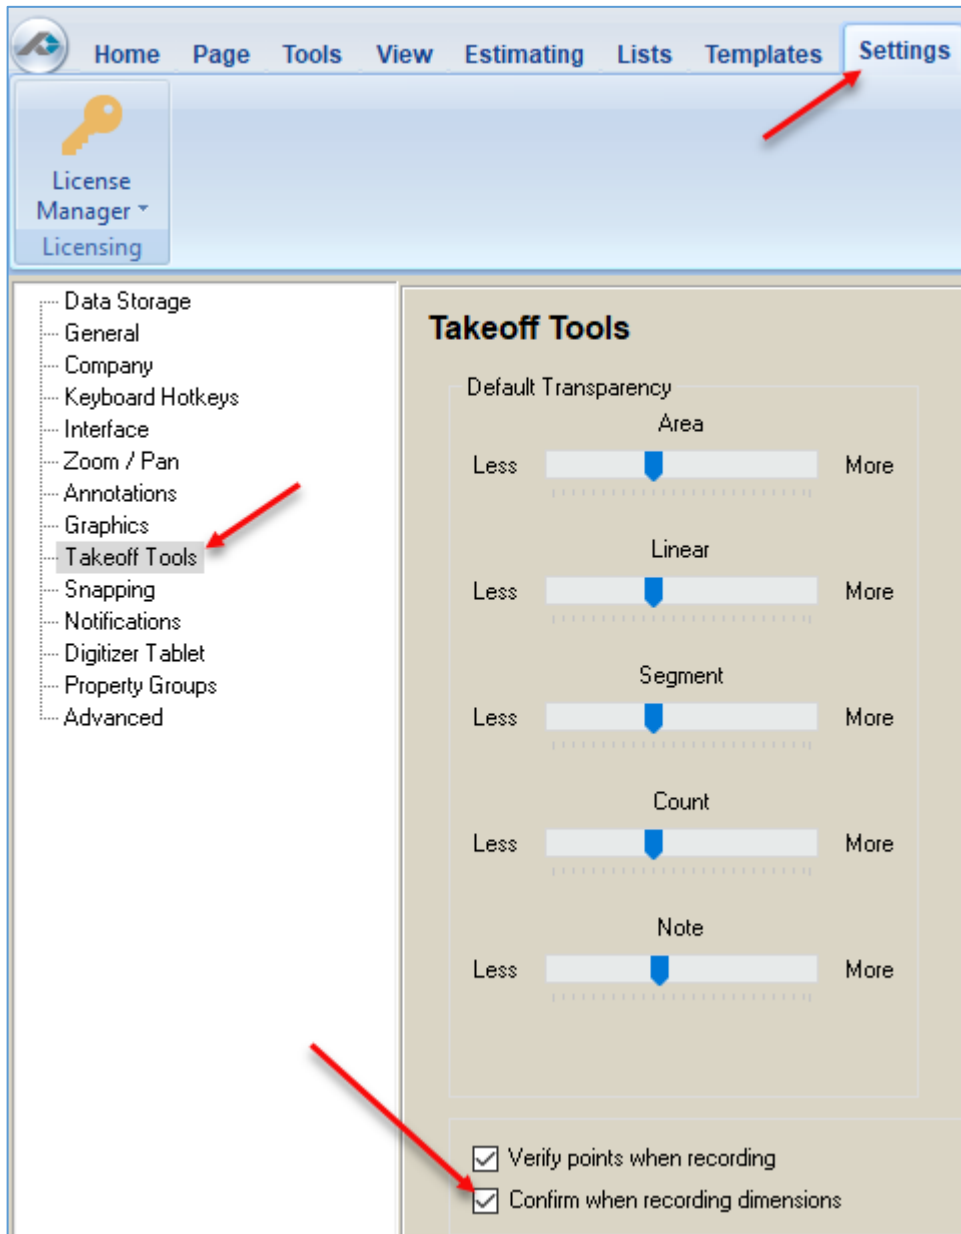 Home Page Tools View Estimating Lists Templates Settings
License
Manager
Licensing
Data Storage
General
Company
Keyboard Hotkeys
Interface
Zoom / Pan
Annotations
Graphics
Takeoff Tools
Snapping
Notifications
Digitizer Tablet
Property Groups
Advanced
Takeoff Tools
Default Transparency
Area
Less More
Linear
Less More
Segment
Less More
Count
Less More
Note
Less More
Verify points when recording
Confirm when recording dimensions